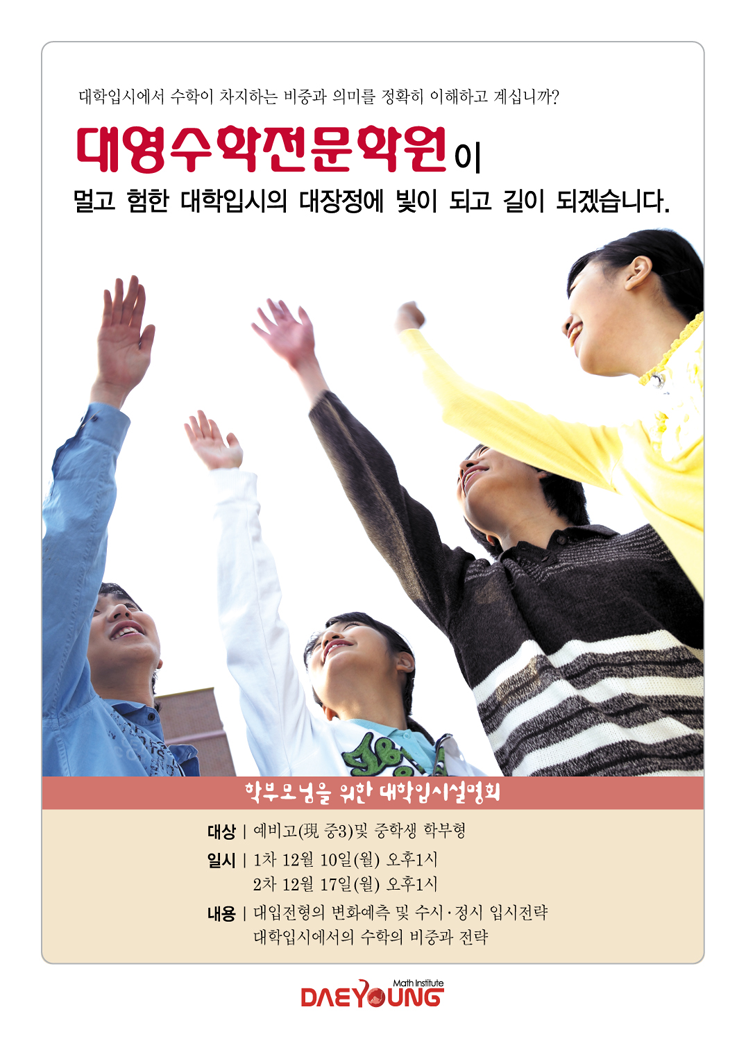 대학입시에서 수학이 차지하는 비중과 의미를 정확히 이해하고 계십니까?
대영수학전문학원이
멀고 험한 대학입시의 대장정에 빛이 되고 길이 되겠습니다.
학부모님을 위한 대학입시설명회
대상 | 예비고(現 중3)및 중학생 학부형
일시 | 1차 12월 10일(월) 오후1시
2차 12월 17일(월) 오후1시
내용 | 대입전형의 변화예측 및 수시·정시 입시전략
대학입시에서의 수학의 비중과 전략
Math Institute
DAEYOUNG